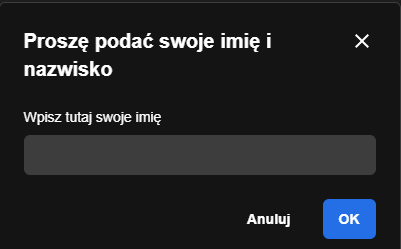 Proszę podać swoje imię i
nazwisko
Wpisz tutaj swoje imię
Anuluj
OK